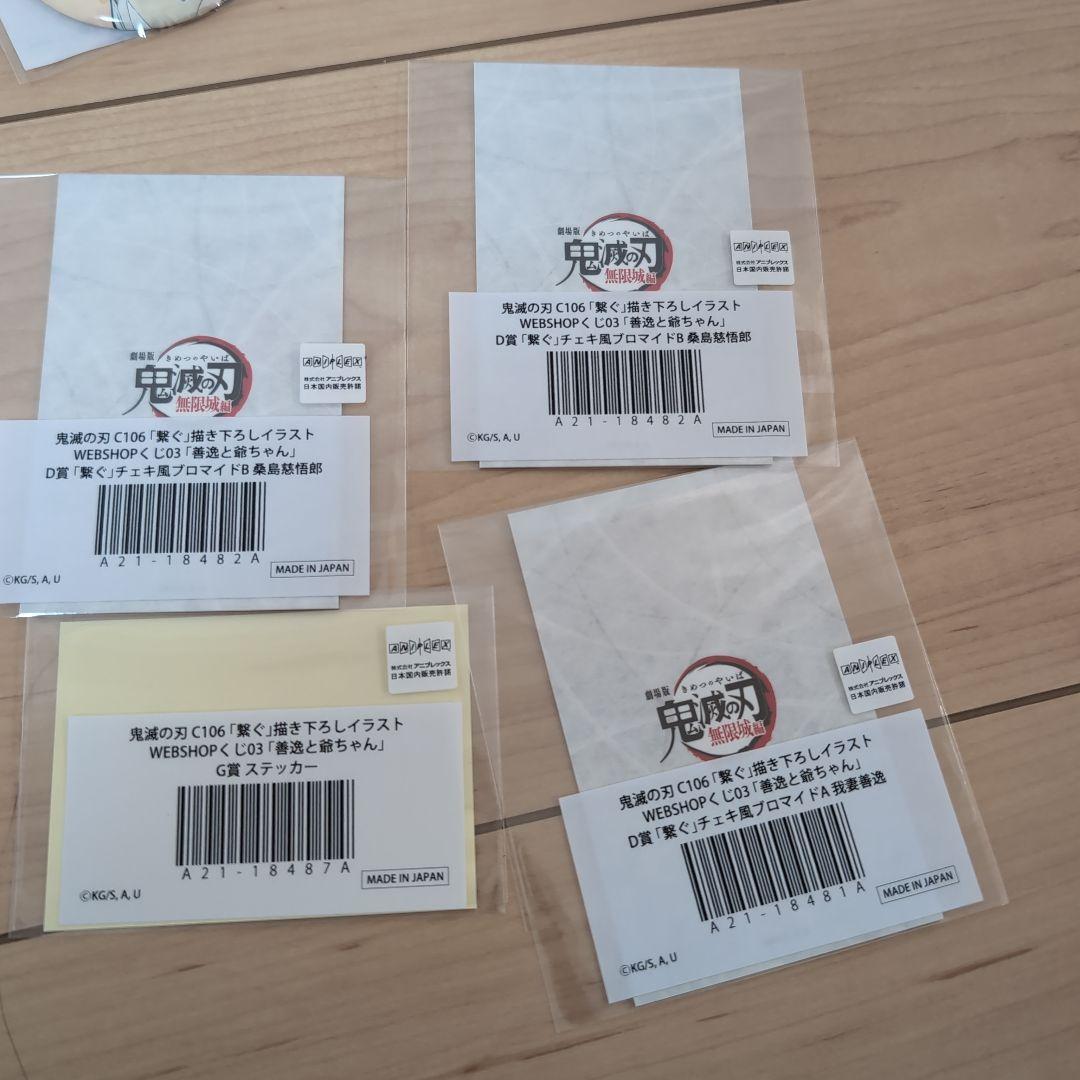 劇場版 きめつのやいば
鬼滅の刃
無限城編
ANIPLEX
株式会社アニプレックス
日本国内販売許諾
鬼滅の刃 C106「繋ぐ」描き下ろしイラスト
WEBSHOPくじ03「善逸と爺ちゃん」
D賞「繋ぐ」チェキ風ブロマイドB 桑島慈悟郎
A21-18482A
©KG/S, A, U
MADE IN JAPAN
劇場版 きめつのやいば
鬼滅の刃
無限城編
ANIPLEX
株式会社アニプレックス
日本国内販売許諾
鬼滅の刃 C106「繋ぐ」描き下ろしイラスト
WEBSHOPくじ03「善逸と爺ちゃん」
D賞「繋ぐ」チェキ風ブロマイドB 桑島慈悟郎
A21-18482A
©KG/S, A, U
MADE IN JAPAN
ANIPLEX
株式会社アニプレックス
日本国内販売許諾
鬼滅の刃 C106「繋ぐ」描き下ろしイラスト
WEBSHOPくじ03「善逸と爺ちゃん」
G賞 ステッカー
A21-18487A
©KG/S, A, U
MADE IN JAPAN
劇場版 きめつのやいば
鬼滅の刃
無限城編
ANIPLEX
株式会社アニプレックス
日本国内販売許諾
鬼滅の刃 C106「繋ぐ」描き下ろしイラスト
WEBSHOPくじ03「善逸と爺ちゃん」
D賞「繋ぐ」チェキ風ブロマイドA 我妻善逸
A21-18481A
©KG/S, A, U
MADE IN JAPAN